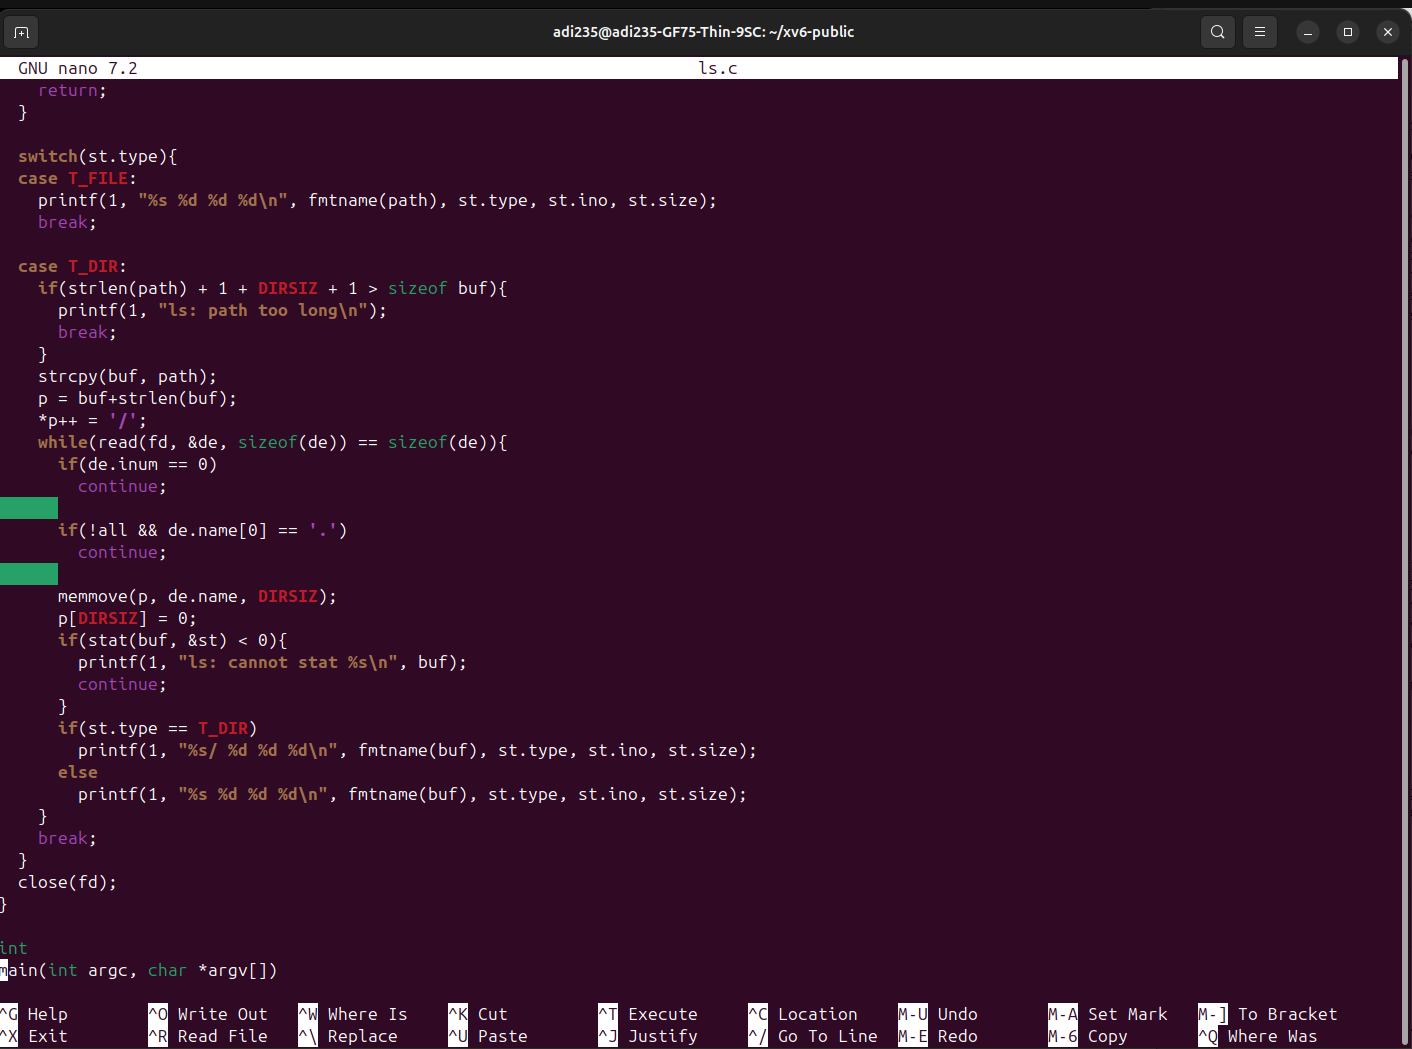 adi235@adi235-GF75-Thin-9SC: ~/xv6-public
GNU nano 7.2 ls.c
    return;
  }

  switch(st.type){
  case T_FILE:
    printf(1, "%s %d %d %d\n", fmtname(path), st.type, st.ino, st.size);
    break;

  case T_DIR:
    if(strlen(path) + 1 + DIRSIZ + 1 > sizeof buf){
      printf(1, "ls: path too long\n");
      break;
    }
    strcpy(buf, path);
    p = buf+strlen(buf);
    *p++ = '/';
    while(read(fd, &de, sizeof(de)) == sizeof(de)){
      if(de.inum == 0)
        continue;

      if(!all && de.name[0] == '.')
        continue;

      memmove(p, de.name, DIRSIZ);
      p[DIRSIZ] = 0;
      if(stat(buf, &st) < 0){
        printf(1, "ls: cannot stat %s\n", buf);
        continue;
      }
      if(st.type == T_DIR)
        printf(1, "%s/ %d %d %d\n", fmtname(buf), st.type, st.ino, st.size);
      else
        printf(1, "%s %d %d %d\n", fmtname(buf), st.type, st.ino, st.size);
    }
    break;
  }
  close(fd);
}

int
main(int argc, char *argv[])

^G Help ^O Write Out ^W Where Is ^K Cut ^T Execute ^C Location M-U Undo M-A Set Mark M-] To Bracket
^X Exit ^R Read File ^\ Replace ^U Paste ^J Justify ^/ Go To Line M-E Redo M-6 Copy ^Q Where Was